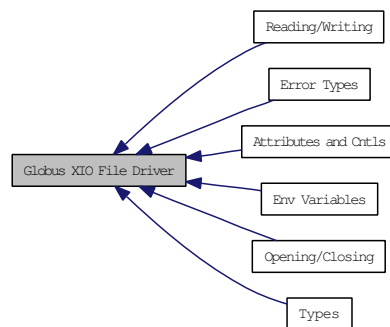 Reading/Writing
Error Types
Attributes and Cntls
Globus XIO File Driver
Env Variables
Opening/Closing
Types